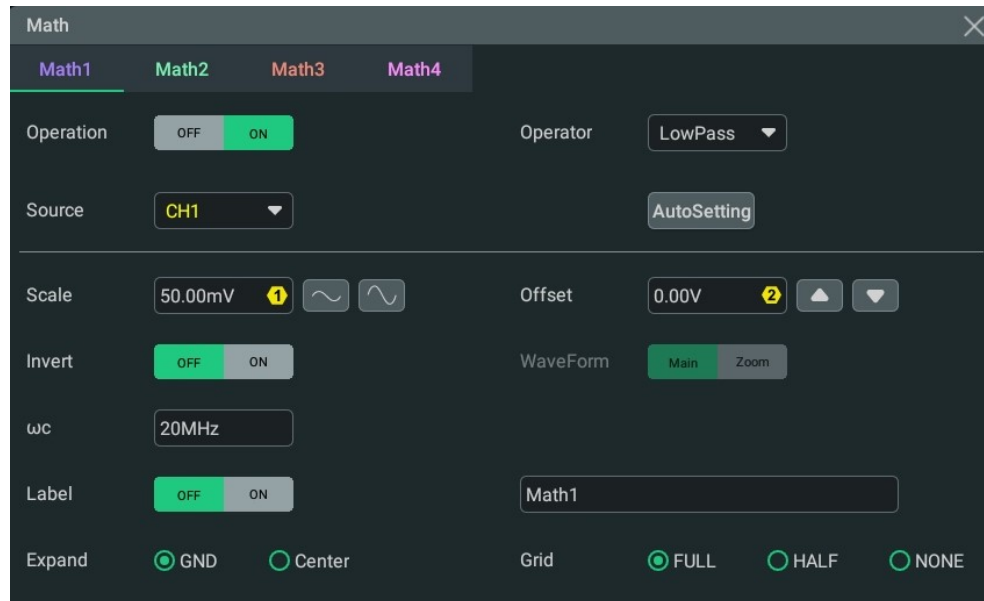 Math
Math1 Math2 Math3 Math4
Operation OFF ON Operator LowPass
Source CH1 AutoSetting
Scale 50.00mV 1 Offset 0.00V 2
Invert OFF ON WaveForm Main Zoom
ωc 20MHz
Label OFF ON Math1
Expand GND Center Grid FULL HALF NONE